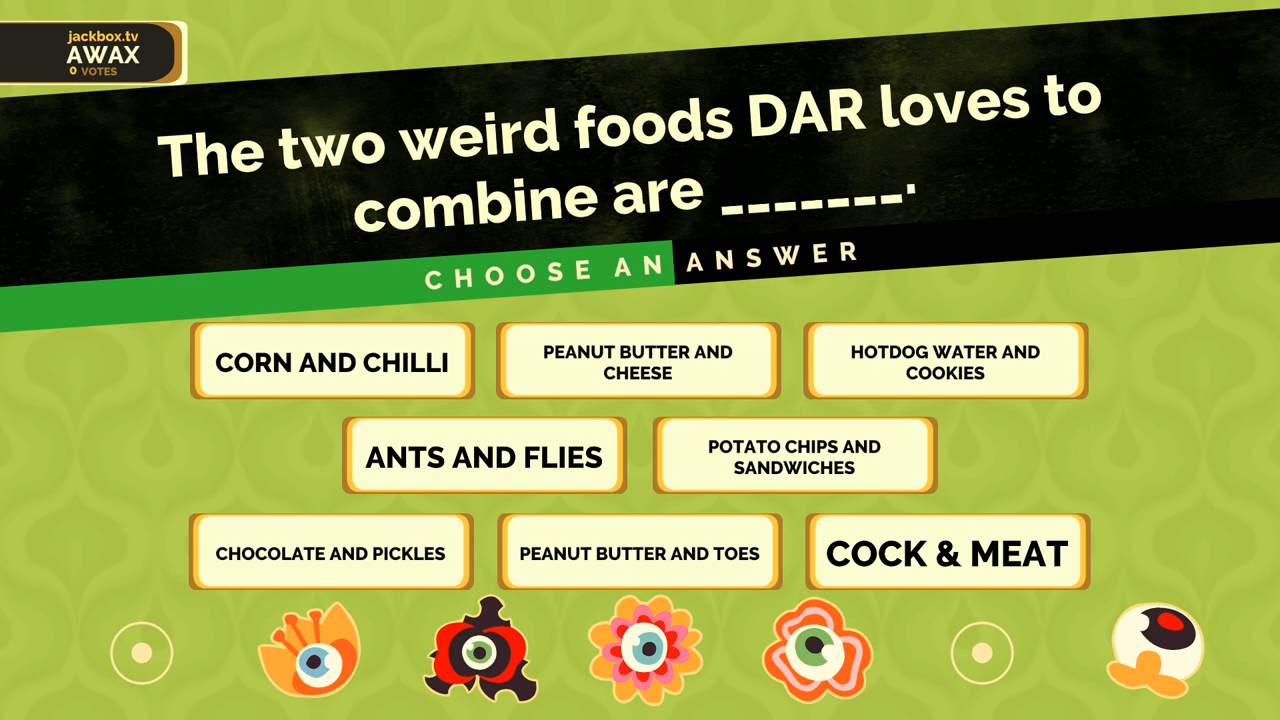 jackbox.tv
AWAX
0 VOTES
The two weird foods DAR loves to
combine are _______.
CHOOSE AN ANSWER
CORN AND CHILLI
PEANUT BUTTER AND
CHEESE
HOTDOG WATER AND
COOKIES
ANTS AND FLIES
POTATO CHIPS AND
SANDWICHES
CHOCOLATE AND PICKLES
PEANUT BUTTER AND TOES
COCK & MEAT